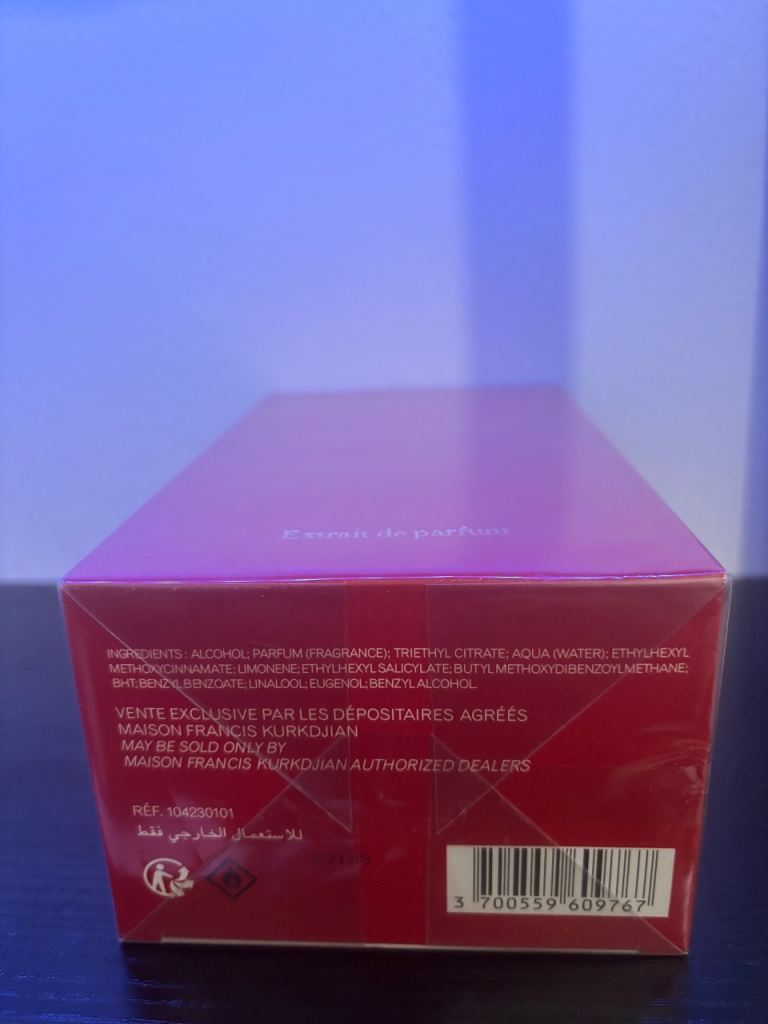 Extrait de parfum
INGREDIENTS : ALCOHOL; PARFUM (FRAGRANCE); TRIETHYL CITRATE; AQUA (WATER); ETHYLHEXYL
METHOXYCINNAMATE; LIMONENE; ETHYLHEXYL SALICYLATE; BUTYL METHOXYDIBENZOYLMETHANE;
BHT; BENZYL BENZOATE; LINALOOL; EUGENOL; BENZYL ALCOHOL.
VENTE EXCLUSIVE PAR LES DÉPOSITAIRES AGRÉÉS
MAISON FRANCIS KURKDJIAN
MAY BE SOLD ONLY BY
MAISON FRANCIS KURKDJIAN AUTHORIZED DEALERS
RÉF. 104230101
للاستعمال الخارجي فقط
3 700559 609767